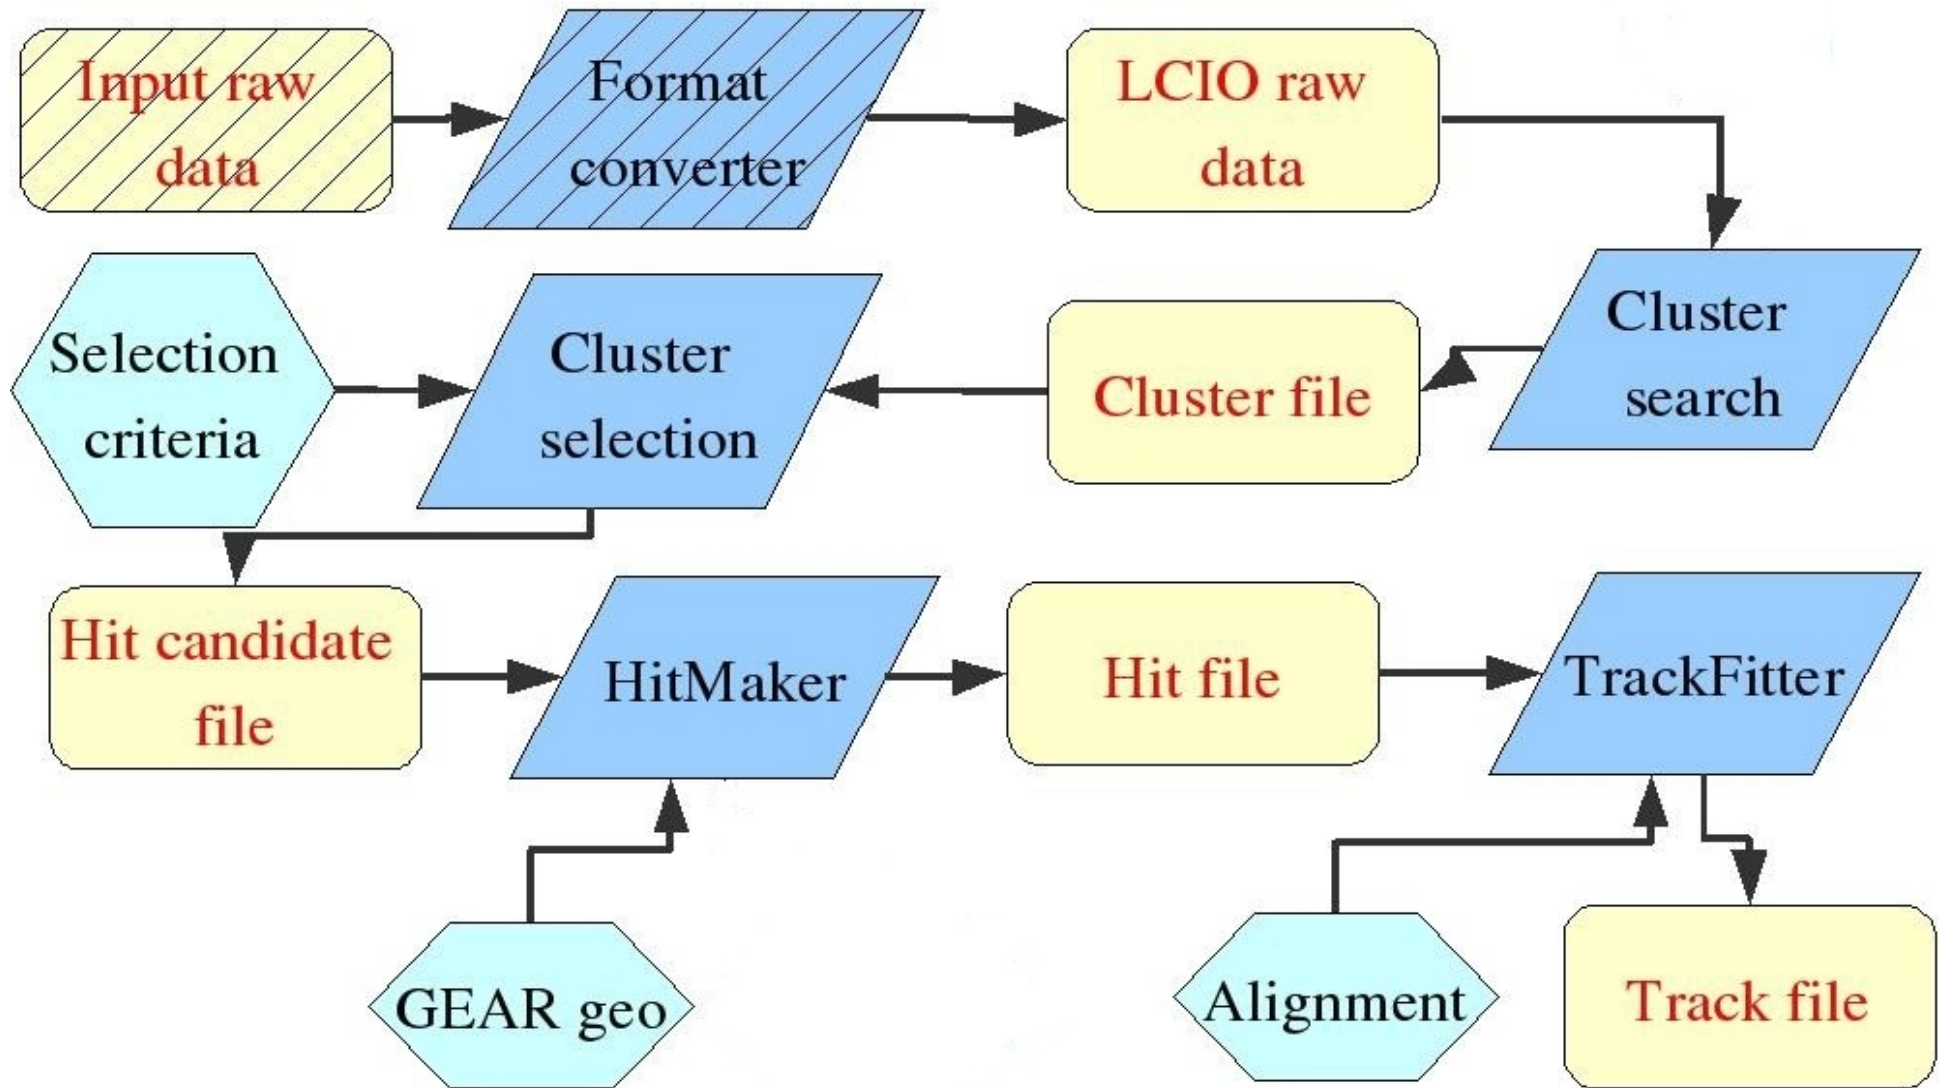 Input raw
data
Format
converter
LCIO raw
data
Selection
criteria
Cluster
selection
Cluster file
Cluster
search
Hit candidate
file
HitMaker
Hit file
TrackFitter
GEAR geo
Alignment
Track file